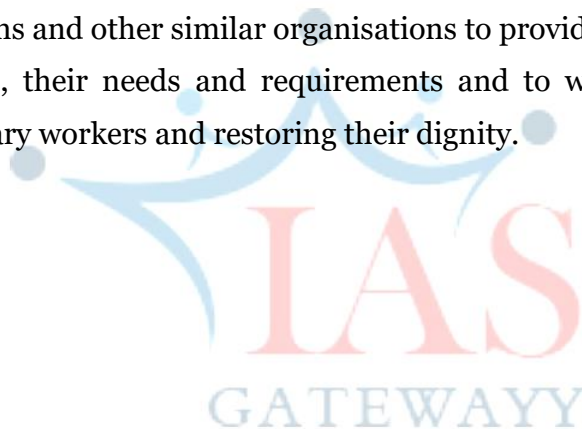 ns and other similar organisations to provid
, their needs and requirements and to w
ary workers and restoring their dignity.
IAS
GATEWAYY